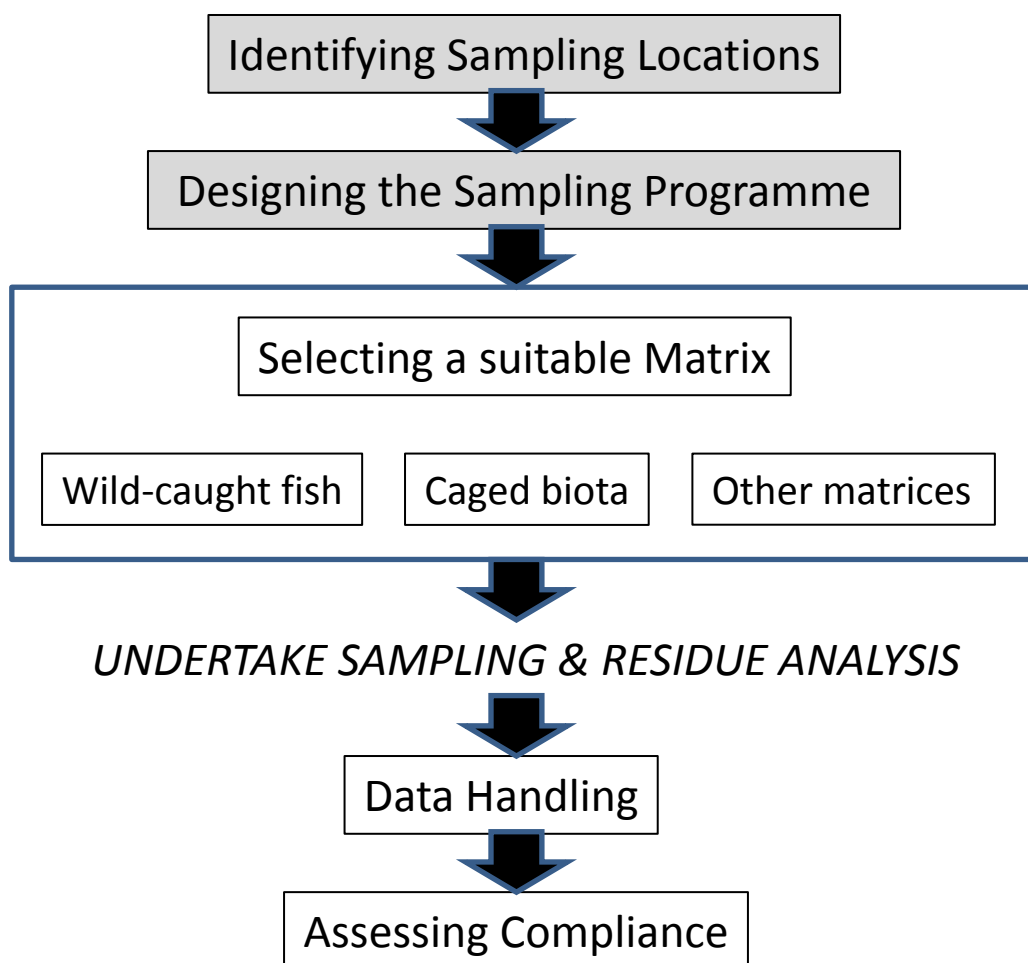 Identifying Sampling Locations
Designing the Sampling Programme
Selecting a suitable Matrix
Wild-caught fish
Caged biota
Other matrices
UNDERTAKE SAMPLING & RESIDUE ANALYSIS
Data Handling
Assessing Compliance